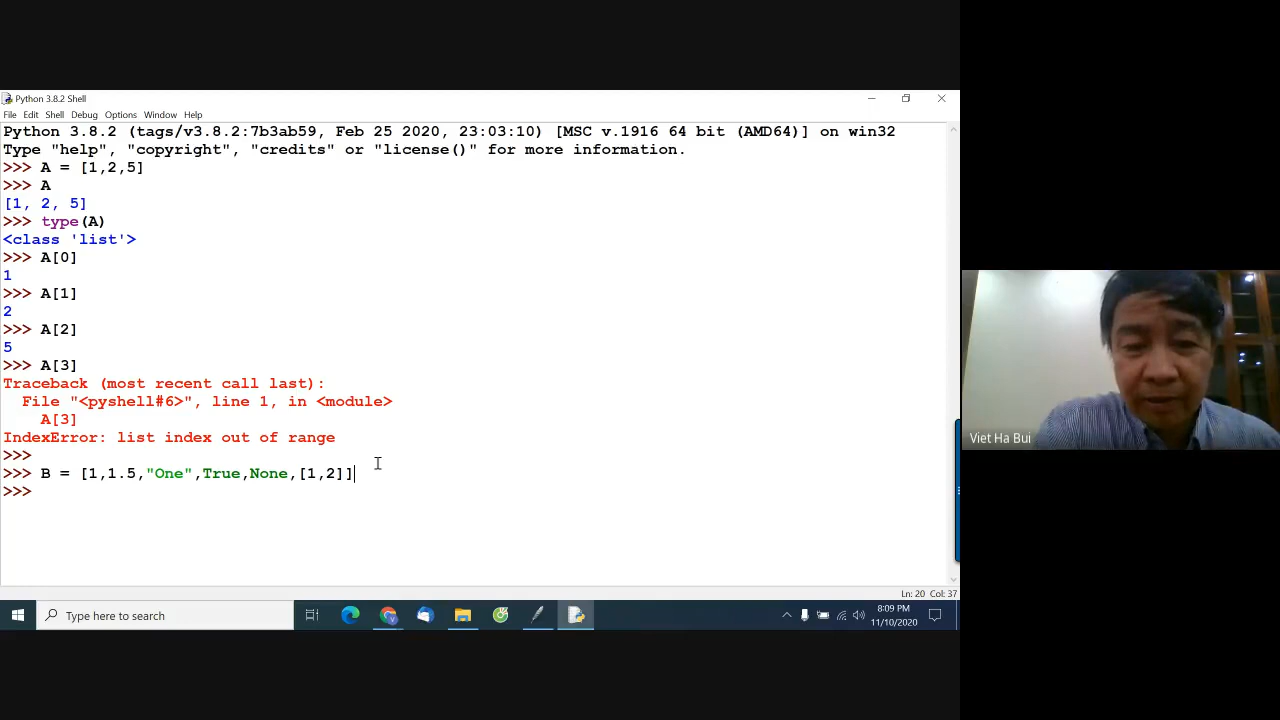 Python 3.8.2 Shell
File Edit Shell Debug Options Window Help
Python 3.8.2 (tags/v3.8.2:7b3ab59, Feb 25 2020, 23:03:10) [MSC v.1916 64 bit (AMD64)] on win32
Type "help", "copyright", "credits" or "license()" for more information.
>>> A = [1,2,5]
>>> A
[1, 2, 5]
>>> type(A)
<class 'list'>
>>> A[0]
1
>>> A[1]
2
>>> A[2]
5
>>> A[3]
Traceback (most recent call last):
  File "<pyshell#6>", line 1, in <module>
    A[3]
IndexError: list index out of range
>>>
>>> B = [1,1.5,"One",True,None,[1,2]]
>>>
Viet Ha Bui
Ln: 20 Col: 37
Type here to search
8:09 PM
11/10/2020